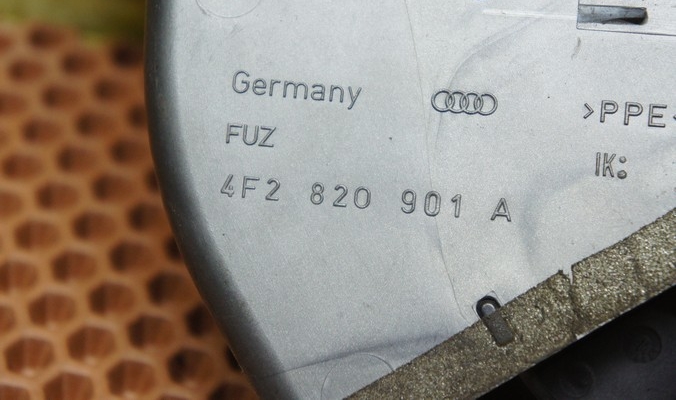 Germany
FUZ
4F2 820 901 A
>PPE<
IK: